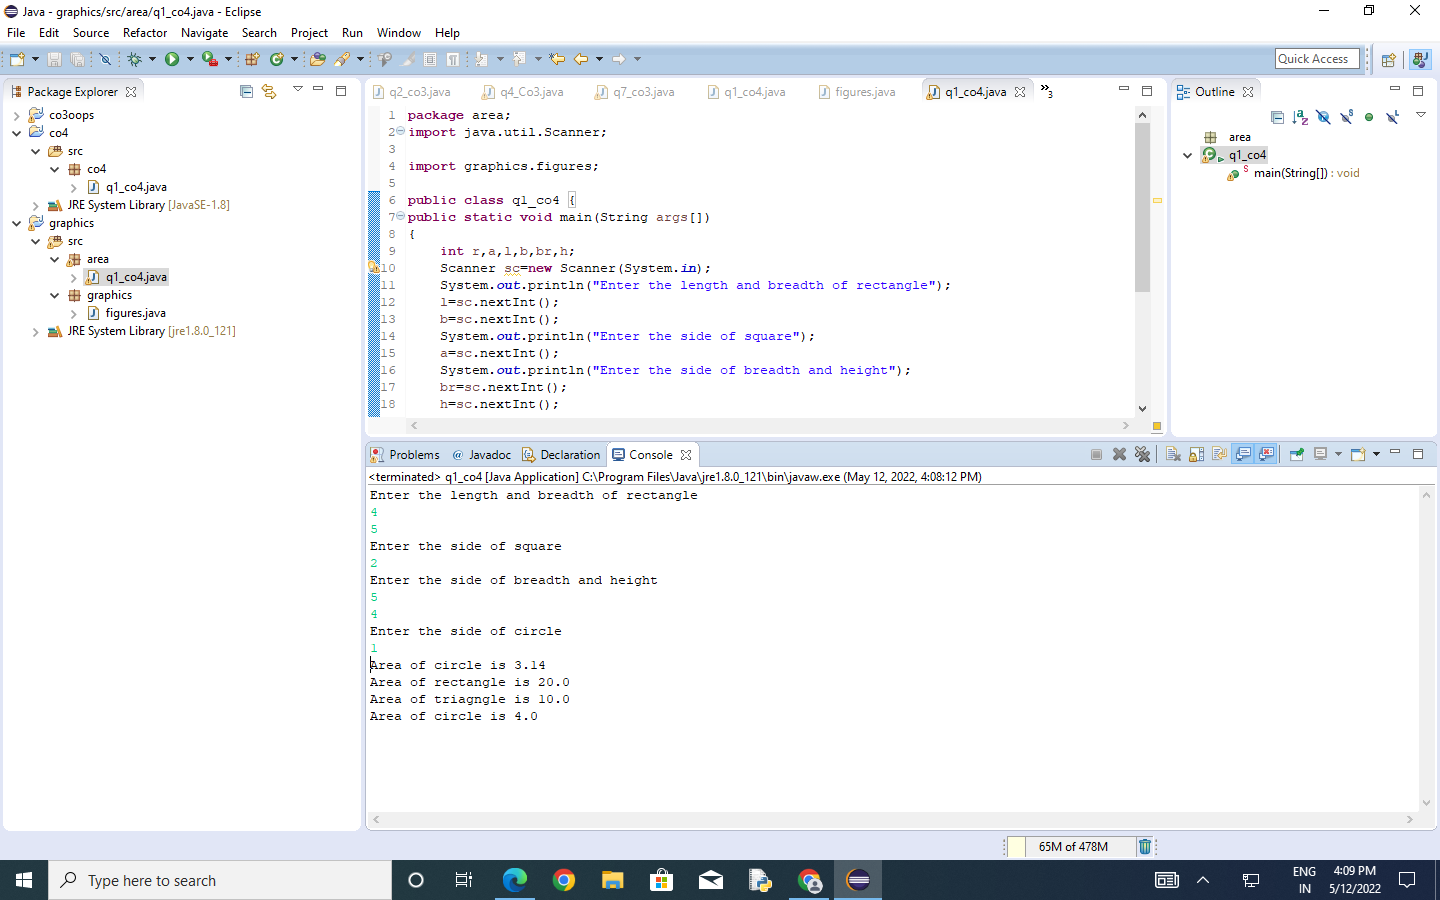 Java - graphics/src/area/q1_co4.java - Eclipse
File Edit Source Refactor Navigate Search Project Run Window Help
Quick Access
Package Explorer
co3oops
co4
src
co4
q1_co4.java
JRE System Library [JavaSE-1.8]
graphics
src
area
q1_co4.java
graphics
figures.java
JRE System Library [jre1.8.0_121]
q2_co3.java q4_Co3.java q7_co3.java q1_co4.java figures.java q1_co4.java »3
1 package area;
2 import java.util.Scanner;
3
4 import graphics.figures;
5
6 public class q1_co4 {
7 public static void main(String args[])
8 {
9 int r,a,l,b,br,h;
10 Scanner sc=new Scanner(System.in);
11 System.out.println("Enter the length and breadth of rectangle");
12 l=sc.nextInt();
13 b=sc.nextInt();
14 System.out.println("Enter the side of square");
15 a=sc.nextInt();
16 System.out.println("Enter the side of breadth and height");
17 br=sc.nextInt();
18 h=sc.nextInt();
Outline
area
q1_co4
main(String[]) : void
Problems @ Javadoc Declaration Console
<terminated> q1_co4 [Java Application] C:\Program Files\Java\jre1.8.0_121\bin\javaw.exe (May 12, 2022, 4:08:12 PM)
Enter the length and breadth of rectangle
4
5
Enter the side of square
2
Enter the side of breadth and height
5
4
Enter the side of circle
1
Area of circle is 3.14
Area of rectangle is 20.0
Area of triagngle is 10.0
Area of circle is 4.0
65M of 478M
Type here to search
ENG
IN
4:09 PM
5/12/2022